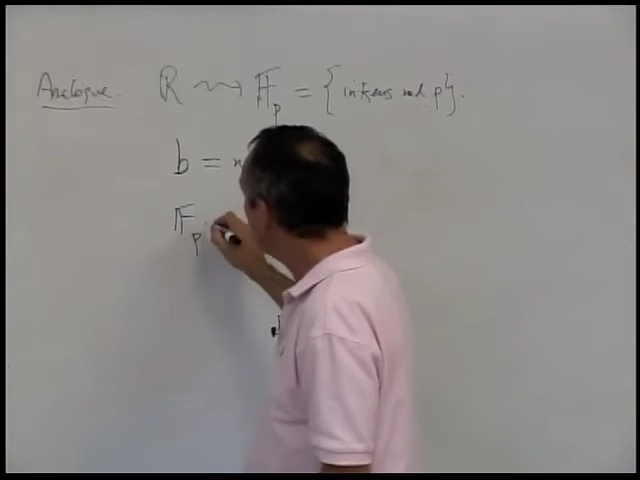 Analogue. ℝ ⇝ 𝔽_p = { integers mod p }.
b =
𝔽_p